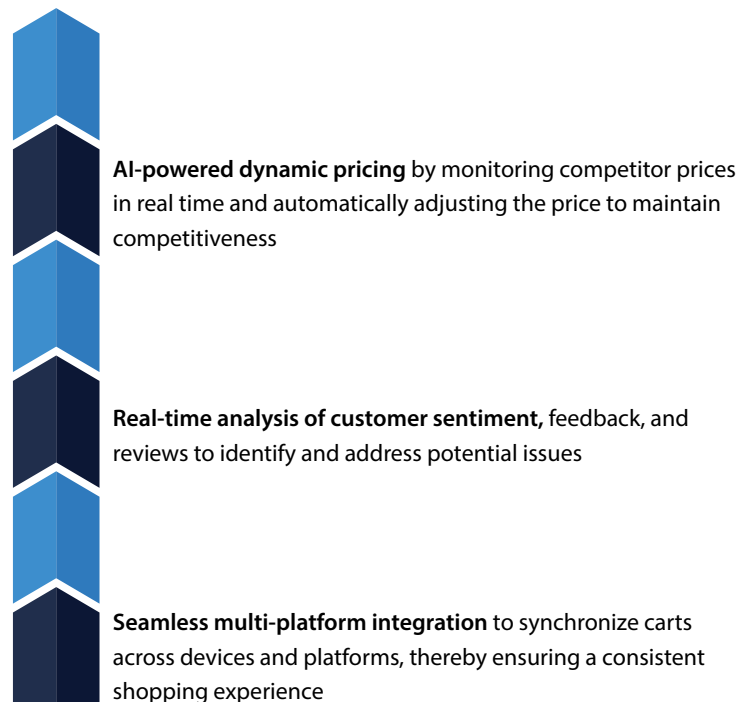 AI-powered dynamic pricing by monitoring competitor prices
in real time and automatically adjusting the price to maintain
competitiveness
Real-time analysis of customer sentiment, feedback, and
reviews to identify and address potential issues
Seamless multi-platform integration to synchronize carts
across devices and platforms, thereby ensuring a consistent
shopping experience